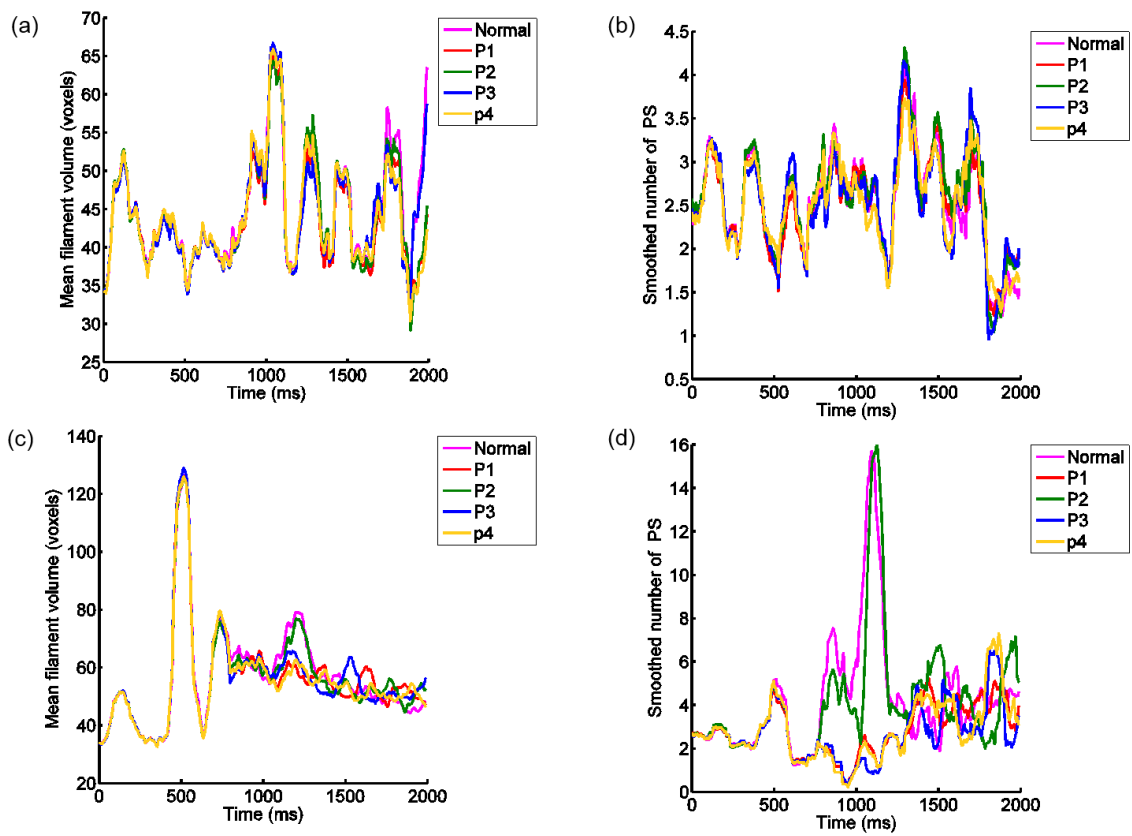 (a)
Mean filament volume (voxels)
70
65
60
55
50
45
40
35
30
25
0
500
1000
1500
2000
Time (ms)
Normal
P1
P2
P3
p4
(b)
Smoothed number of PS
4.5
4
3.5
3
2.5
2
1.5
1
0.5
0
500
1000
1500
2000
Time (ms)
Normal
P1
P2
P3
p4
(c)
Mean filament volume (voxels)
140
120
100
80
60
40
20
0
500
1000
1500
2000
Time (ms)
Normal
P1
P2
P3
p4
(d)
Smoothed number of PS
16
14
12
10
8
6
4
2
0
0
500
1000
1500
2000
Time (ms)
Normal
P1
P2
P3
p4